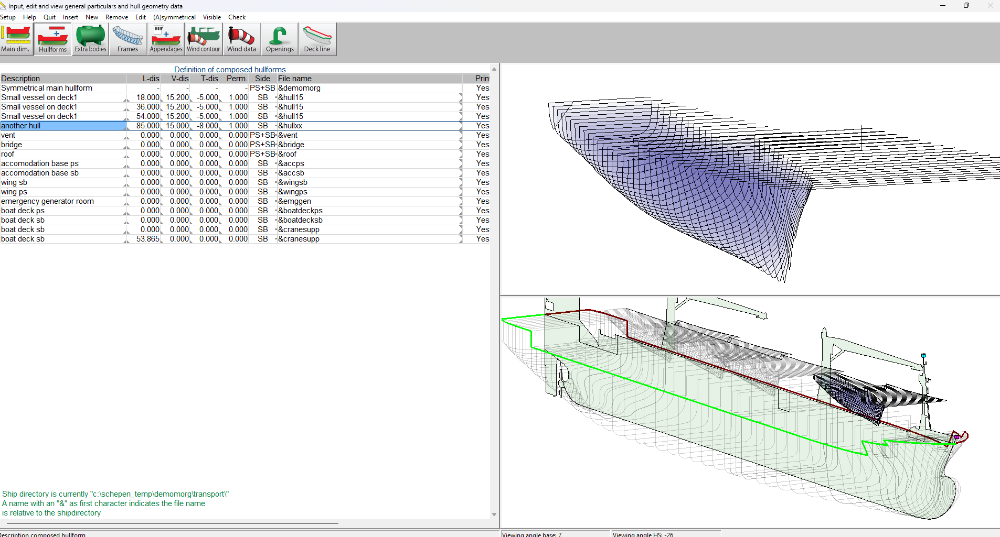 Input, edit and view general particulars and hull geometry data
Setup Help Quit Insert New Remove Edit (A)symmetrical Visible Check
Main dim. Hullforms Extra bodies Frames Appendages Wind contour Wind data Openings Deck line
Definition of composed hullforms
Description L-dis V-dis T-dis Perm. Side File name Prin
Symmetrical main hullform - - - - PS+SB &demomorg Yes
Small vessel on deck1 18.000 15.200 -5.000 1.000 SB &hull15 Yes
Small vessel on deck1 36.000 15.200 -5.000 1.000 SB &hull15 Yes
Small vessel on deck1 54.000 15.200 -5.000 1.000 SB &hull15 Yes
another hull 85.000 15.000 -8.000 1.000 SB &hullxx Yes
vent 0.000 0.000 0.000 0.000 PS+SB &vent Yes
bridge 0.000 0.000 0.000 0.000 PS+SB &bridge Yes
roof 0.000 0.000 0.000 0.000 PS+SB &roof Yes
accomodation base ps 0.000 0.000 0.000 0.000 SB &accps Yes
accomodation base sb 0.000 0.000 0.000 0.000 SB &accsb Yes
wing sb 0.000 0.000 0.000 0.000 SB &wingsb Yes
wing ps 0.000 0.000 0.000 0.000 SB &wingps Yes
emergency generator room 0.000 0.000 0.000 0.000 SB &emggen Yes
boat deck ps 0.000 0.000 0.000 0.000 SB &boatdeckps Yes
boat deck sb 0.000 0.000 0.000 0.000 SB &boatdecksb Yes
boat deck sb 0.000 0.000 0.000 0.000 SB &cranesupp Yes
boat deck sb 53.865 0.000 0.000 0.000 SB &cranesupp Yes
Ship directory is currently "c:\schepen_temp\demomorg\transport\"
A name with an "&" as first character indicates the file name
is relative to the shipdirectory
Description composed hullform Viewing angle base: 7 Viewing angle HS: -26